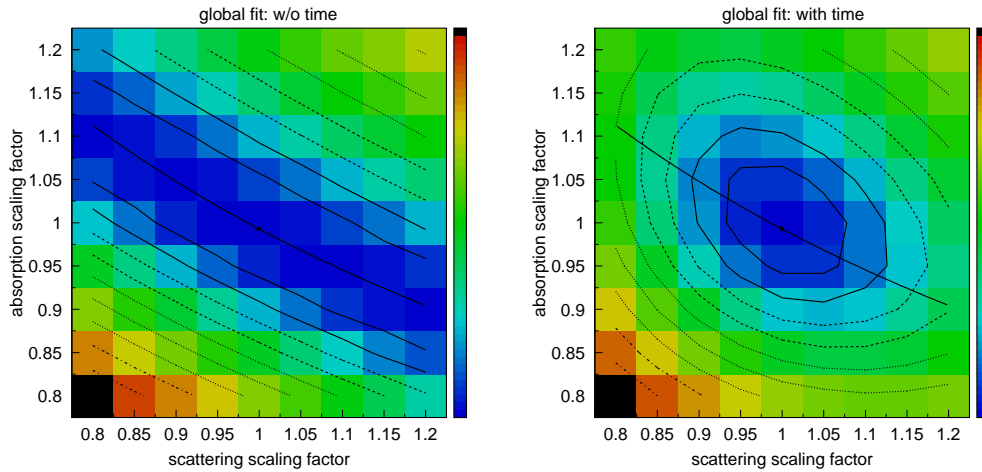 global fit: w/o time
absorption scaling factor
1.2
1.15
1.1
1.05
1
0.95
0.9
0.85
0.8
0.8 0.85 0.9 0.95 1 1.05 1.1 1.15 1.2
scattering scaling factor
global fit: with time
absorption scaling factor
1.2
1.15
1.1
1.05
1
0.95
0.9
0.85
0.8
0.8 0.85 0.9 0.95 1 1.05 1.1 1.15 1.2
scattering scaling factor